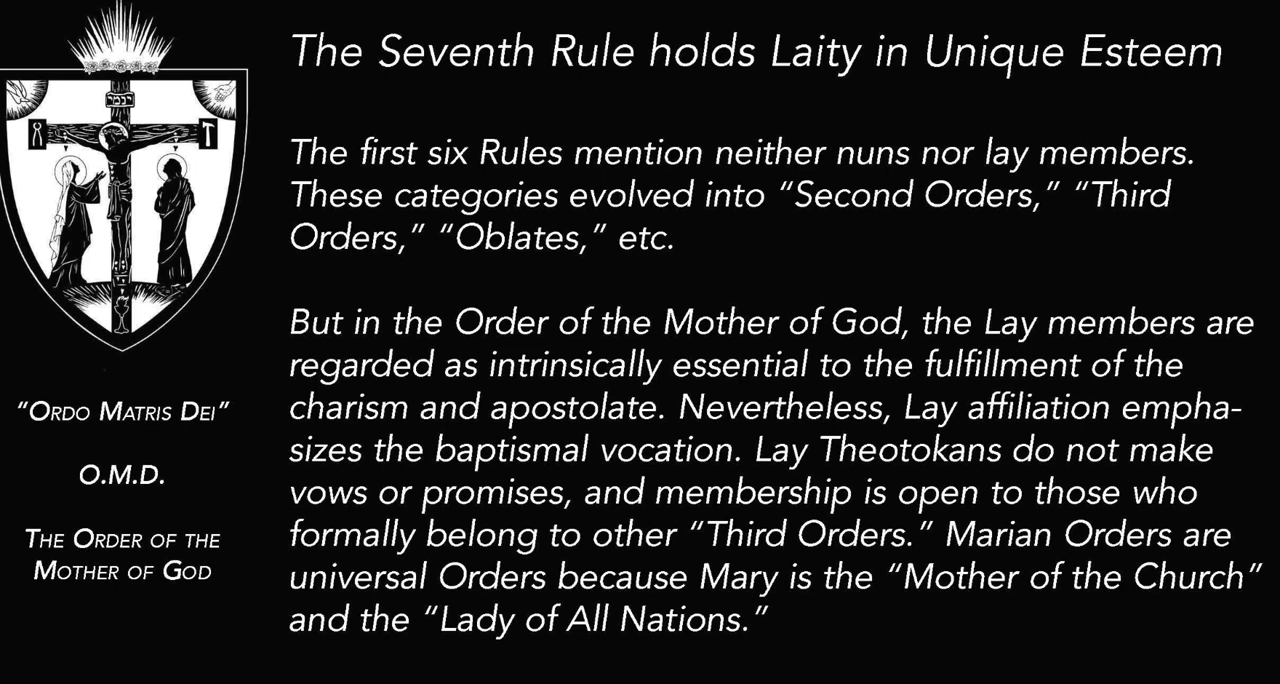 The Seventh Rule holds Laity in Unique Esteem
The first six Rules mention neither nuns nor lay members.
These categories evolved into “Second Orders,” “Third
Orders,” “Oblates,” etc.
But in the Order of the Mother of God, the Lay members are
regarded as intrinsically essential to the fulfillment of the
charism and apostolate. Nevertheless, Lay affiliation empha-
sizes the baptismal vocation. Lay Theotokans do not make
vows or promises, and membership is open to those who
formally belong to other “Third Orders.” Marian Orders are
universal Orders because Mary is the “Mother of the Church”
and the “Lady of All Nations.”
“Ordo Matris Dei”
O.M.D.
The Order of the
Mother of God